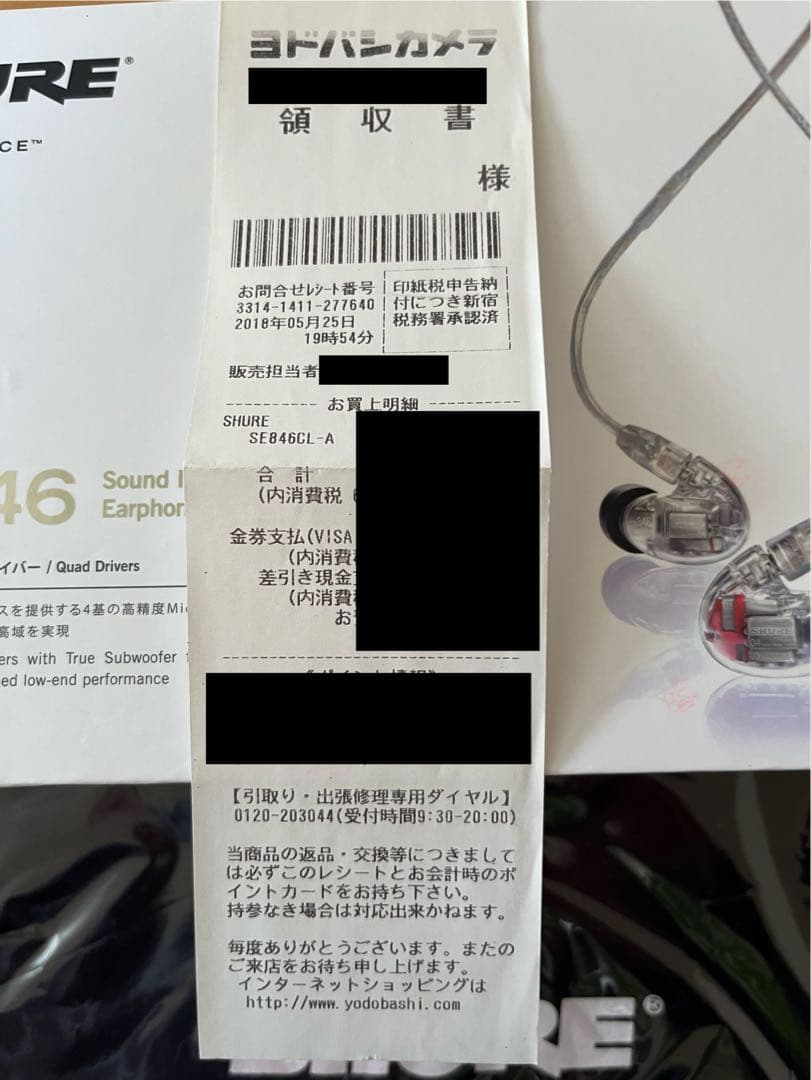 ヨドバシカメラ
領収書
様
お問合せレシート番号
3314-1411-277640
2018年05月25日
19時54分
印紙税申告納
付につき新宿
税務署承認済
販売担当者
お買上明細
SHURE
SE846CL-A
合計
(内消費税
金券支払(VISA
(内消費
差引き現金
(内消費
お
【引取り・出張修理専用ダイヤル】
0120-203044(受付時間9:30-20:00)
当商品の返品・交換等につきまして
は必ずこのレシートとお会計時のポ
イントカードをお持ち下さい。
持参なき場合は対応出来かねます。
毎度ありがとうございます。またの
ご来店をお待ち申し上げます。
インターネットショッピングは
http://www.yodobashi.com
URE®
CE™
46
Sound I
Earphon
イバー / Quad Drivers
スを提供する4基の高精度Mi
高域を実現
ers with True Subwoofer
ed low-end performance
SHURE
SHURE